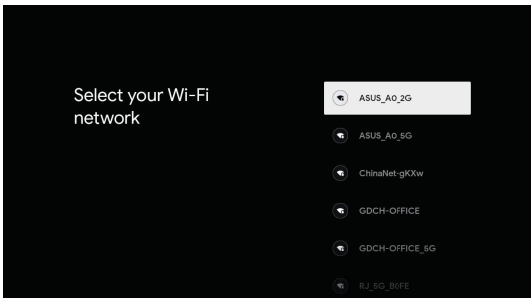 Select your Wi-Fi
network
ASUS_A0_2G
ASUS_A0_5G
ChinaNet-gKXw
GDCH-OFFICE
GDCH-OFFICE_5G
RJ_5G_B0FE